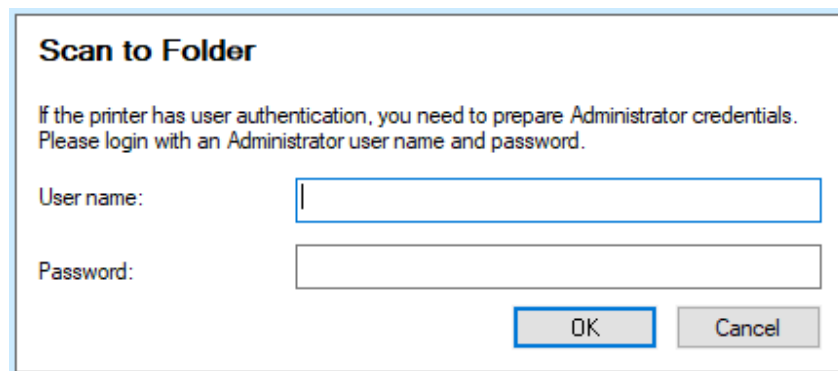 Scan to Folder
If the printer has user authentication, you need to prepare Administrator credentials.
Please login with an Administrator user name and password.
User name:
Password:
OK Cancel